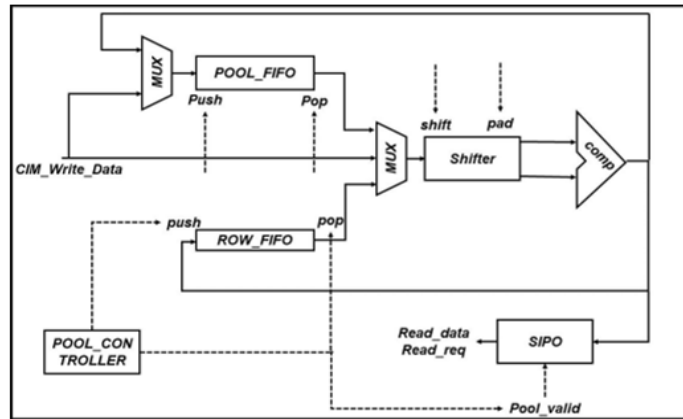 MUX
POOL_FIFO
Push
Pop
shift
pad
MUX
Shifter
comp
CIM_Write_Data
push
pop
ROW_FIFO
POOL_CON
TROLLER
Read_data
Read_req
SIPO
Pool_valid